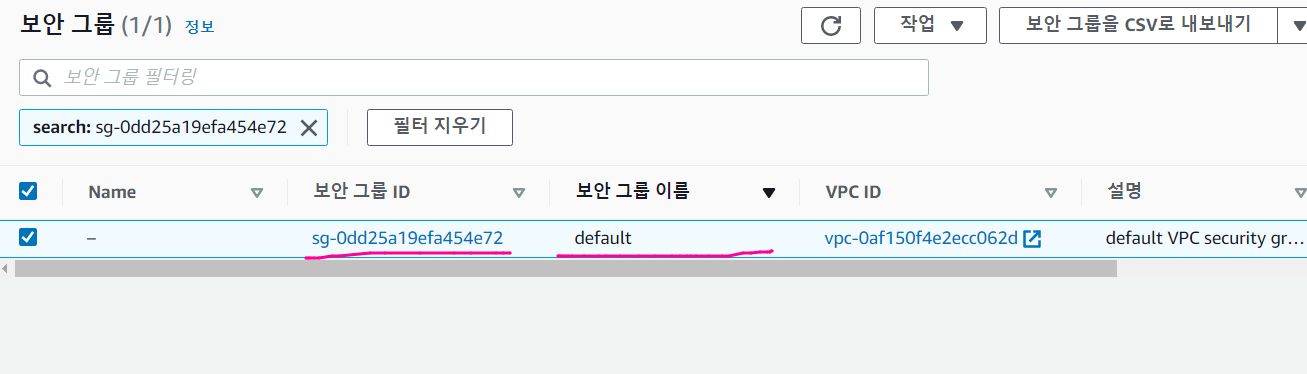 보안 그룹 (1/1) 정보 작업 보안 그룹을 CSV로 내보내기
보안 그룹 필터링
search: sg-0dd25a19efa454e72 필터 지우기
Name 보안 그룹 ID 보안 그룹 이름 VPC ID 설명
– sg-0dd25a19efa454e72 default vpc-0af150f4e2ecc062d default VPC security gr...